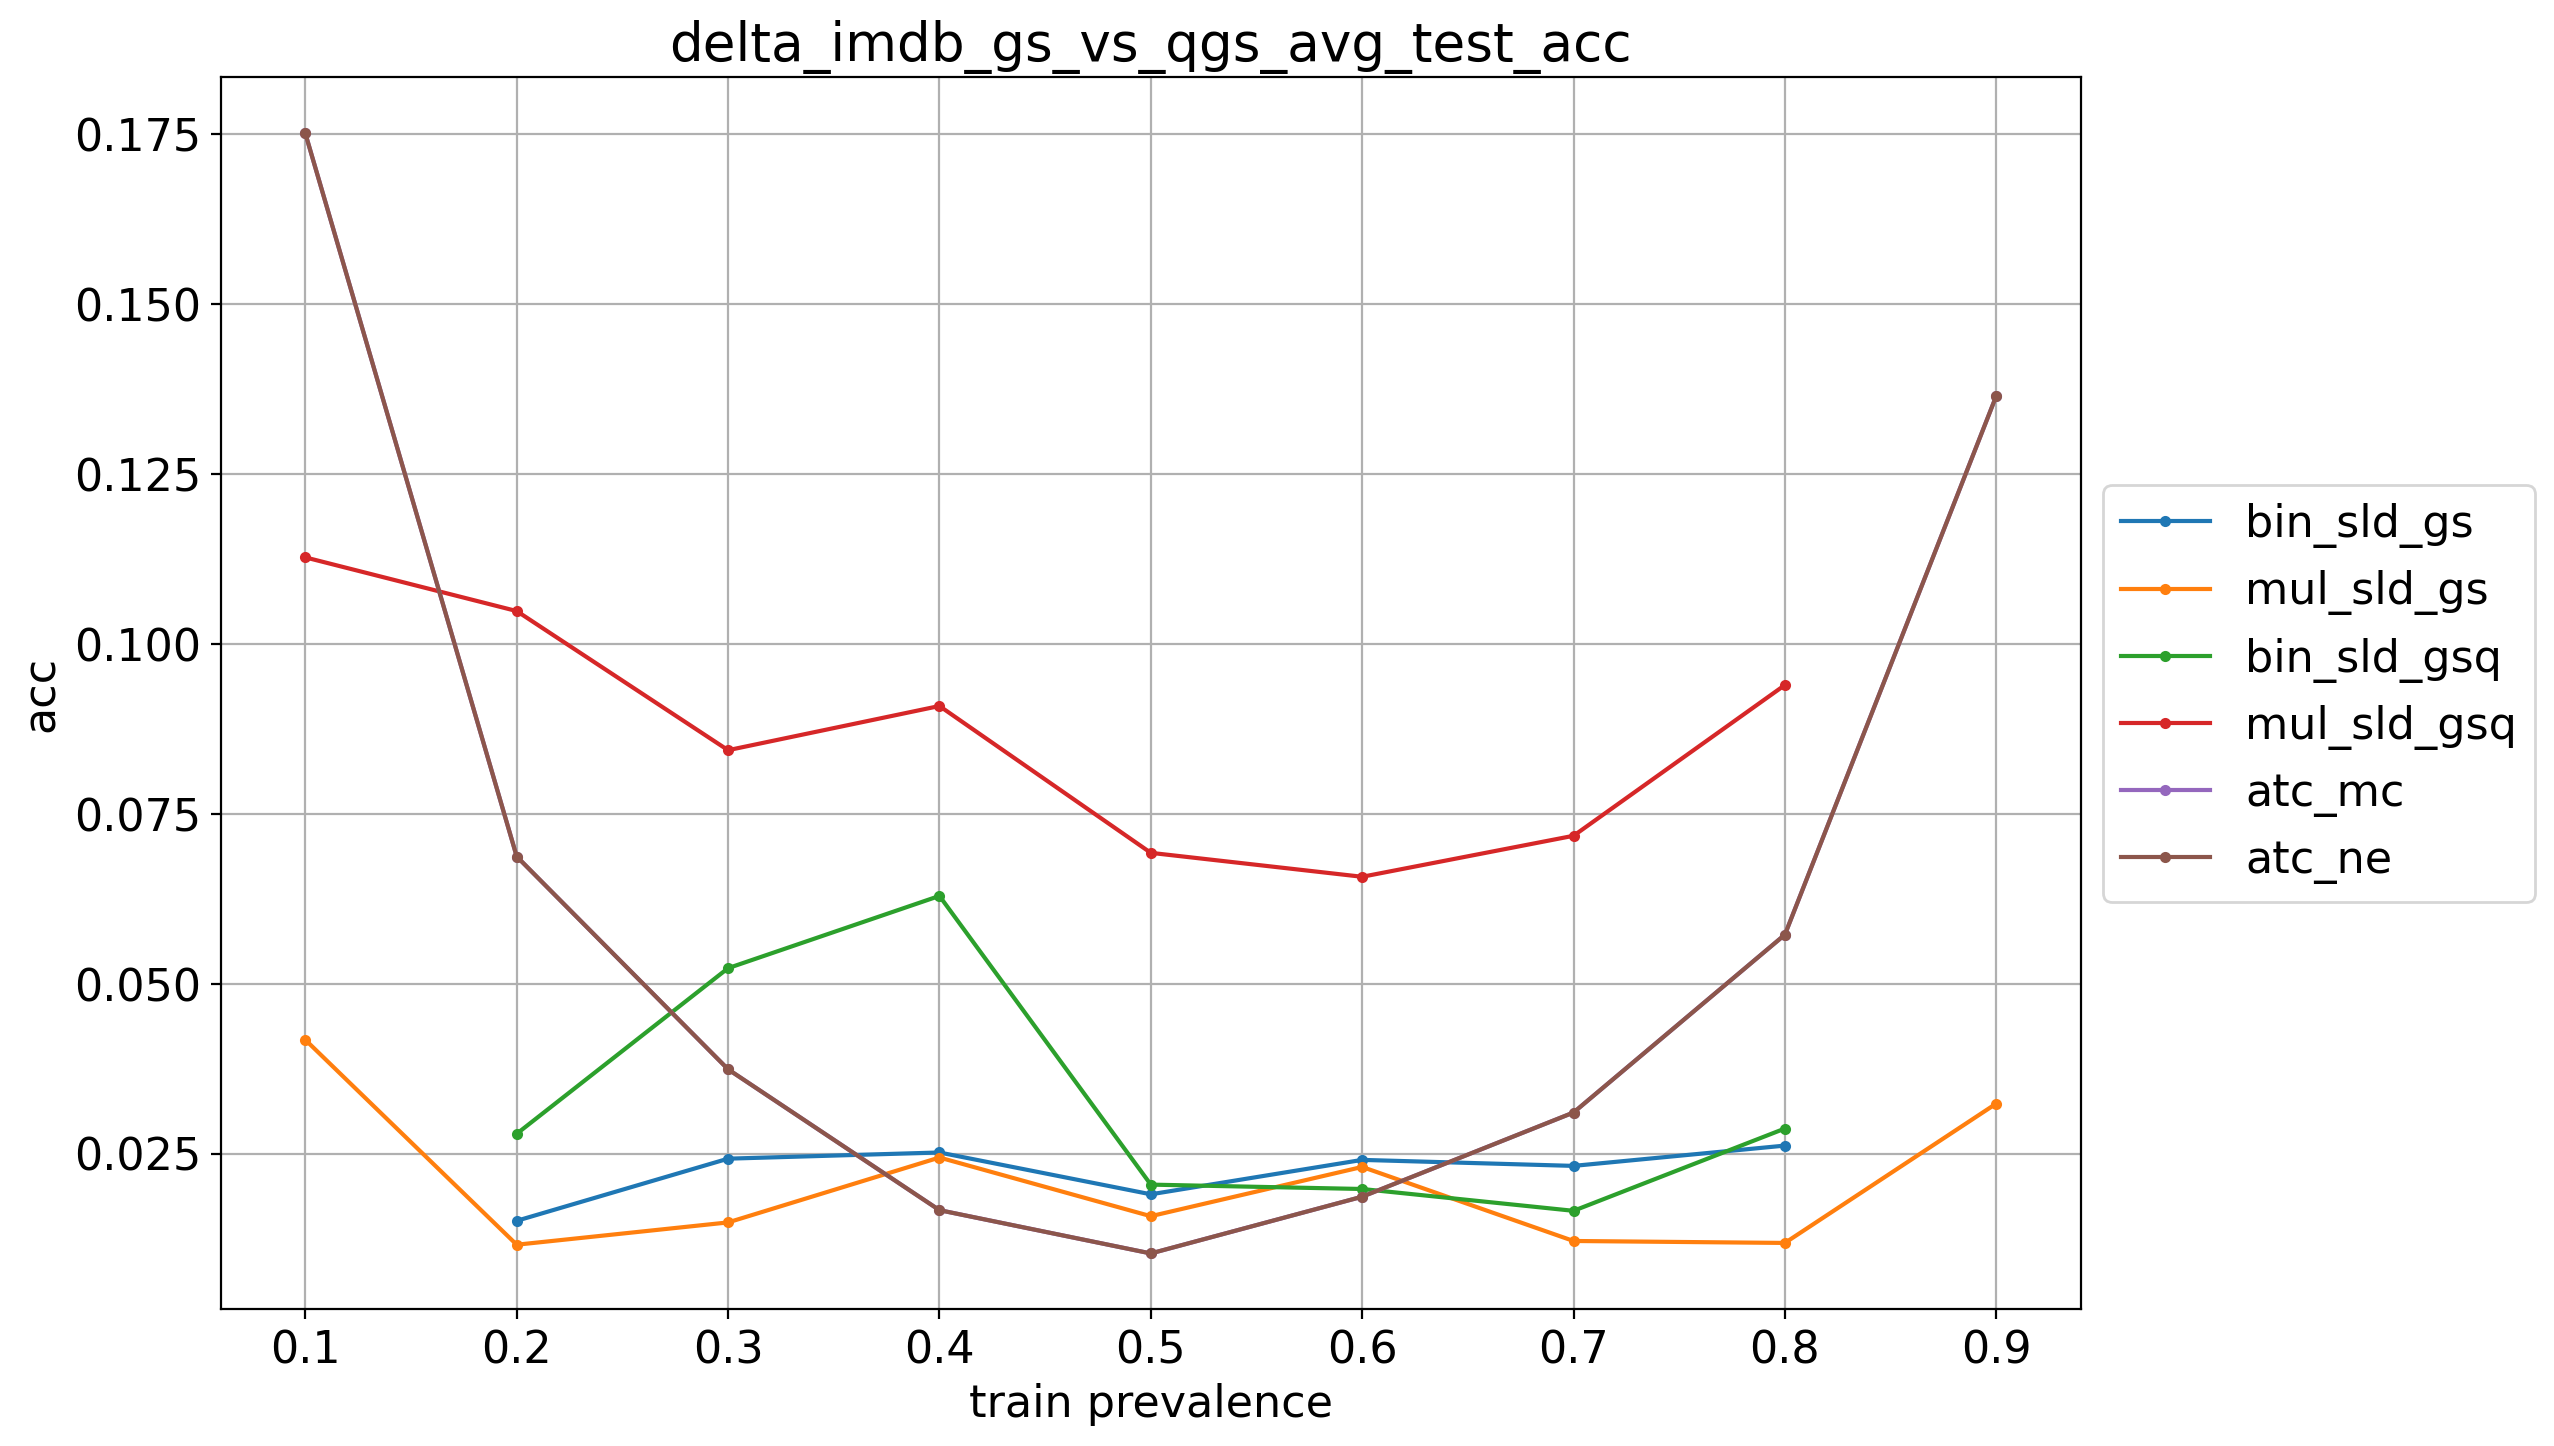 delta_imdb_gs_vs_qgs_avg_test_acc
0.175
0.150
0.125
0.100
0.075
0.050
0.025
acc
0.1 0.2 0.3 0.4 0.5 0.6 0.7 0.8 0.9
train prevalence
bin_sld_gs
mul_sld_gs
bin_sld_gsq
mul_sld_gsq
atc_mc
atc_ne